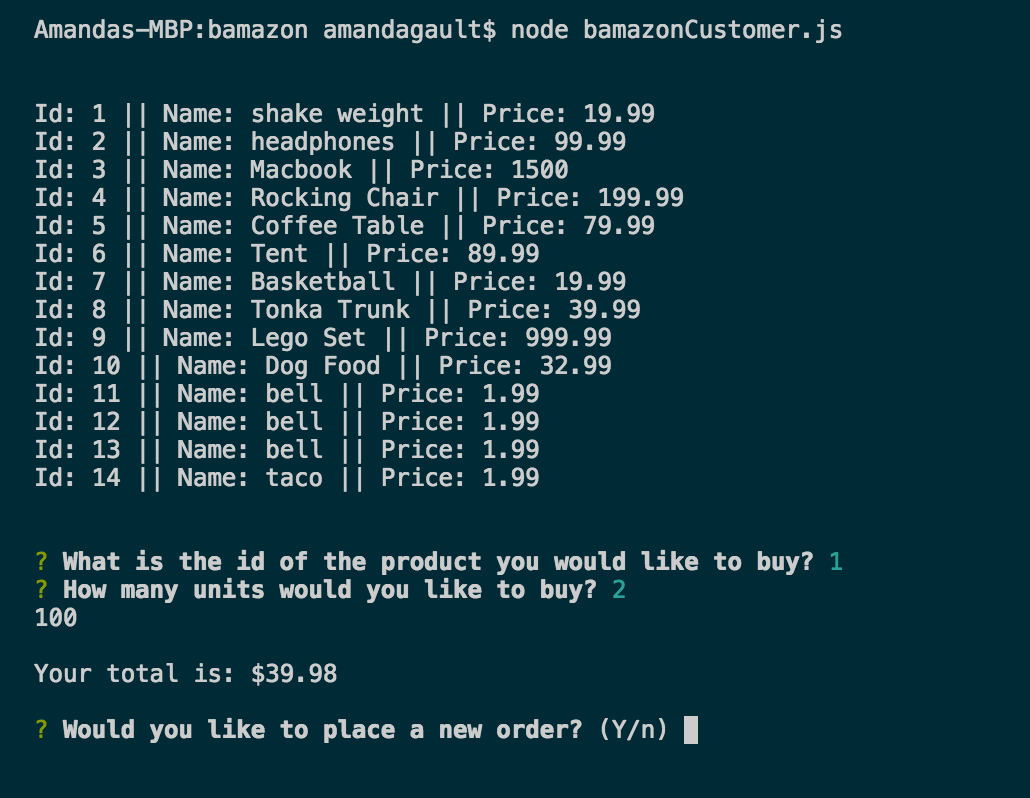 Amandas-MBP:bamazon amandagault$ node bamazonCustomer.js
Id: 1 || Name: shake weight || Price: 19.99
Id: 2 || Name: headphones || Price: 99.99
Id: 3 || Name: Macbook || Price: 1500
Id: 4 || Name: Rocking Chair || Price: 199.99
Id: 5 || Name: Coffee Table || Price: 79.99
Id: 6 || Name: Tent || Price: 89.99
Id: 7 || Name: Basketball || Price: 19.99
Id: 8 || Name: Tonka Trunk || Price: 39.99
Id: 9 || Name: Lego Set || Price: 999.99
Id: 10 || Name: Dog Food || Price: 32.99
Id: 11 || Name: bell || Price: 1.99
Id: 12 || Name: bell || Price: 1.99
Id: 13 || Name: bell || Price: 1.99
Id: 14 || Name: taco || Price: 1.99
? What is the id of the product you would like to buy? 1
? How many units would you like to buy? 2
100
Your total is: $39.98
? Would you like to place a new order? (Y/n)